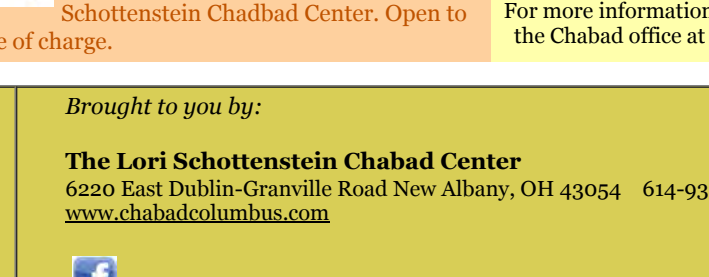 Schottenstein Chadbad Center. Open to
e of charge.
For more information
the Chabad office at
Brought to you by:
The Lori Schottenstein Chabad Center
6220 East Dublin-Granville Road New Albany, OH 43054 614-93
www.chabadcolumbus.com